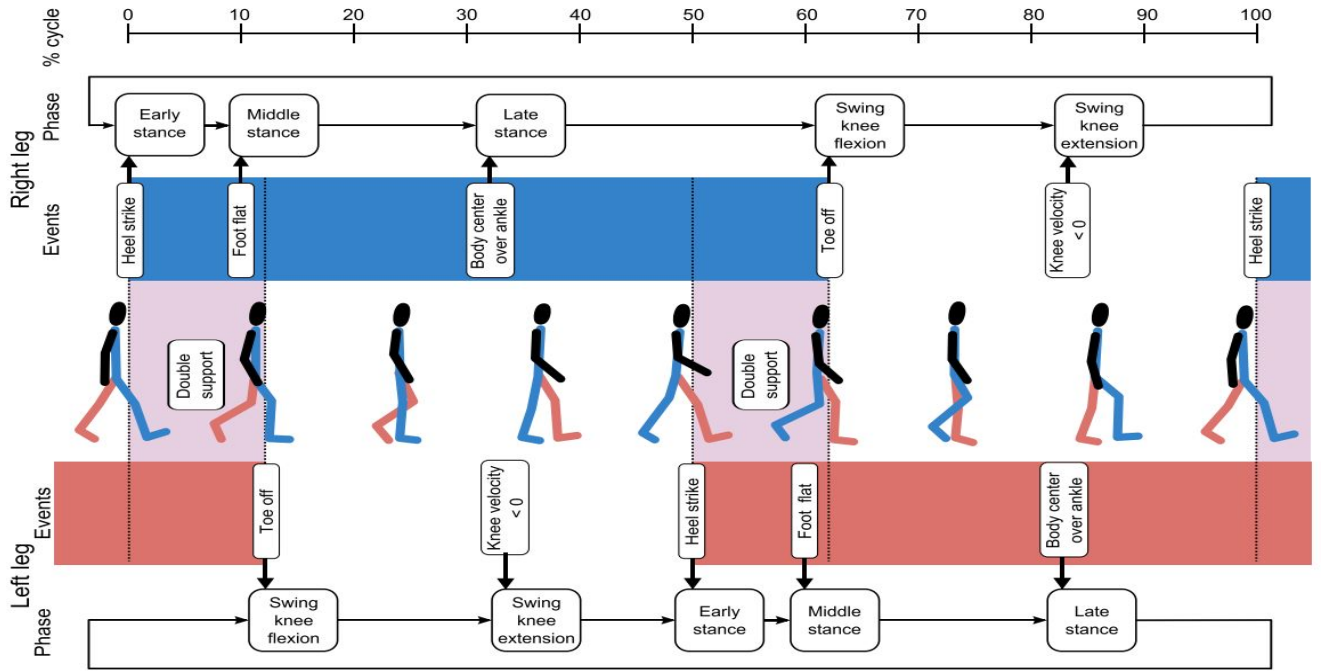 % cycle
0 10 20 30 40 50 60 70 80 90 100
Right leg
Phase
Early
stance
Middle
stance
Late
stance
Swing
knee
flexion
Swing
knee
extension
Events
Heel strike
Foot flat
Body center
over ankle
Toe off
Knee velocity
< 0
Heel strike
Double
support
Double
support
Left leg
Events
Toe off
Knee velocity
< 0
Heel strike
Foot flat
Body center
over ankle
Phase
Swing
knee
flexion
Swing
knee
extension
Early
stance
Middle
stance
Late
stance